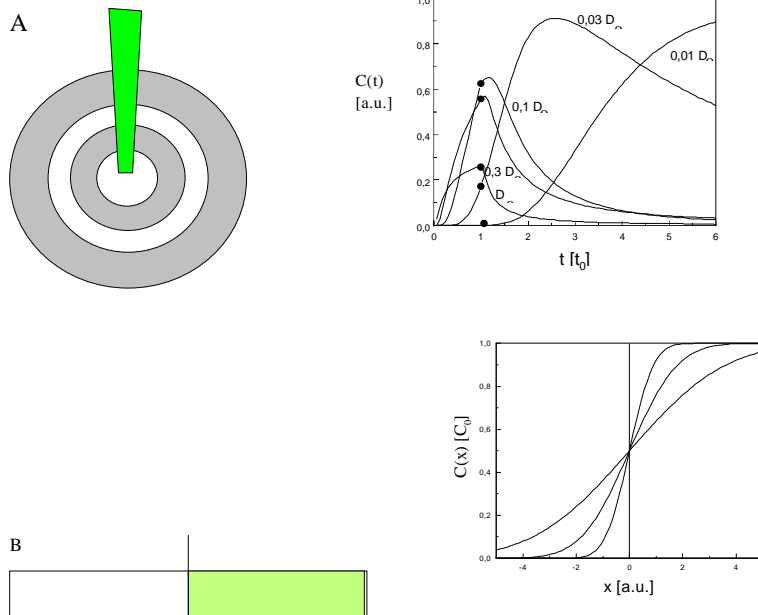 A
1,0
0,8
0,6
0,4
0,2
0,0
C(t)
[a.u.]
0,03 D
0,01 D
0,1 D
0,3 D
D
0 1 2 3 4 5 6
t [t₀]
1,0
0,8
0,6
0,4
0,2
0,0
C(x) [C₀]
-4 -2 0 2 4
x [a.u.]
B